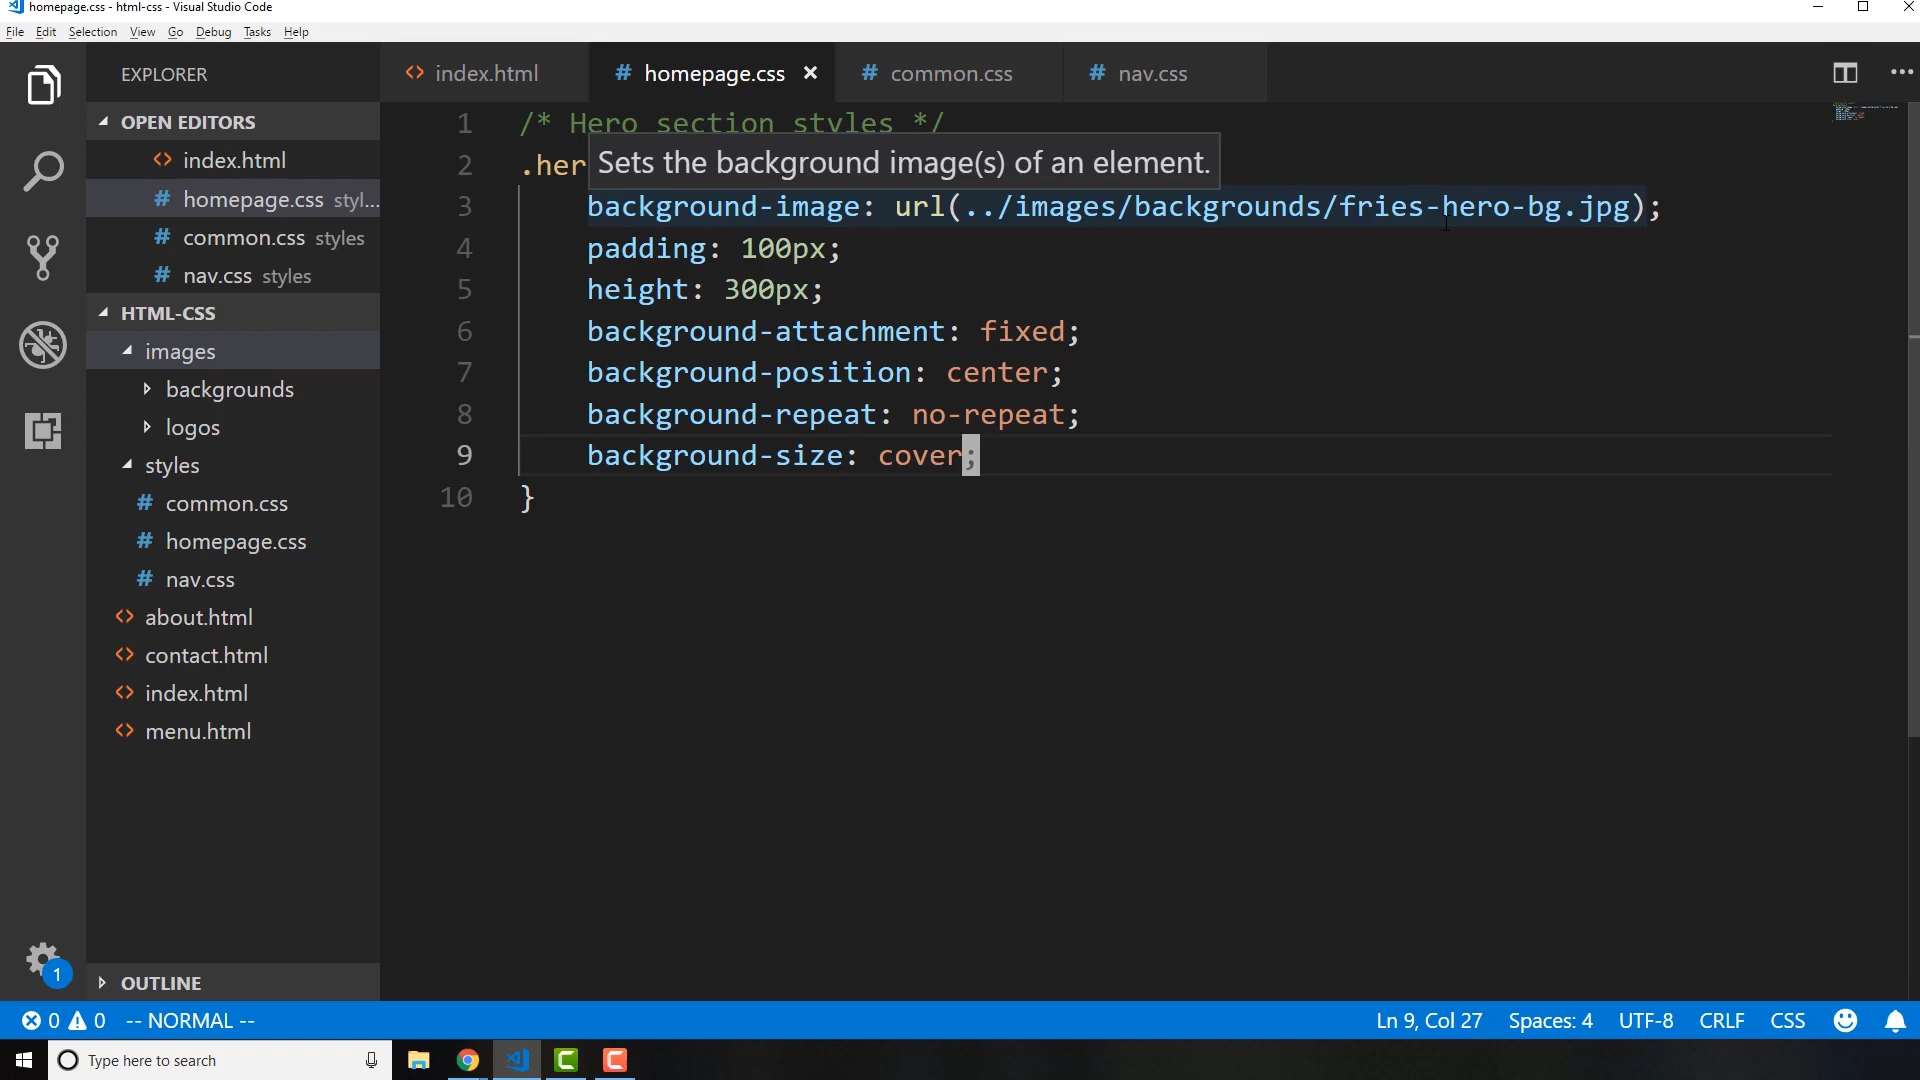 homepage.css - html-css - Visual Studio Code
File Edit Selection View Go Debug Tasks Help
EXPLORER
index.html homepage.css × common.css nav.css
OPEN EDITORS
index.html
homepage.css styl...
common.css styles
nav.css styles
HTML-CSS
images
backgrounds
logos
styles
common.css
homepage.css
nav.css
about.html
contact.html
index.html
menu.html
OUTLINE
1 /* Hero section styles */
2 .her
Sets the background image(s) of an element.
3 background-image: url(../images/backgrounds/fries-hero-bg.jpg);
4 padding: 100px;
5 height: 300px;
6 background-attachment: fixed;
7 background-position: center;
8 background-repeat: no-repeat;
9 background-size: cover;
10 }
1
0 0 -- NORMAL -- Ln 9, Col 27 Spaces: 4 UTF-8 CRLF CSS
Type here to search